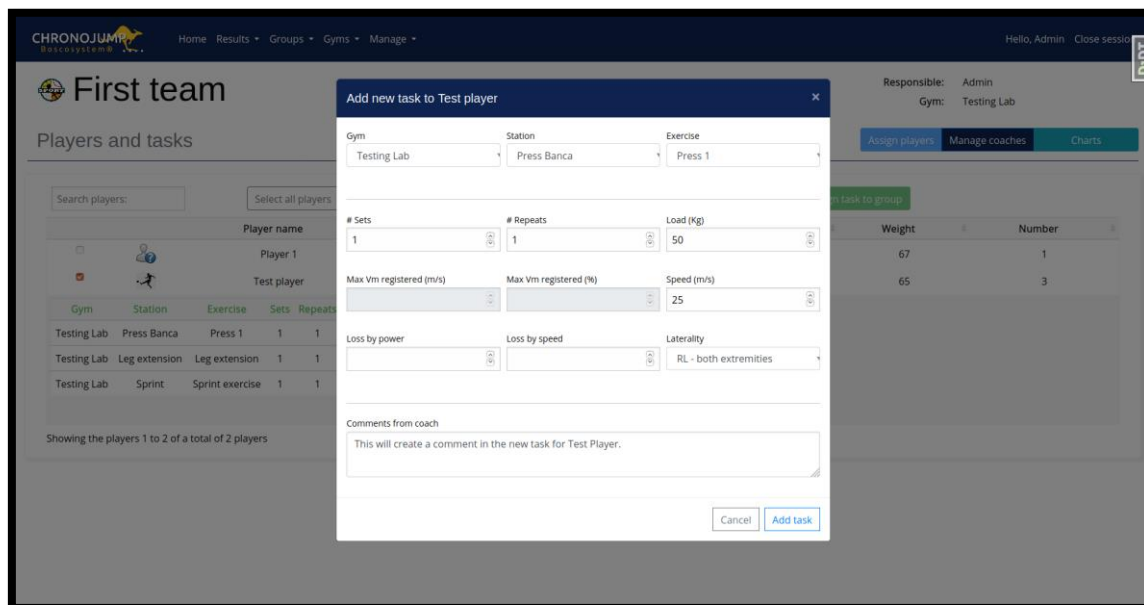 CHRONOJUMP
Boscosystem®
Home Results Groups Gyms Manage
Hello, Admin Close sessio
First team
Responsible: Admin
Gym: Testing Lab
Players and tasks
Assign players Manage coaches Charts
Search players:
Select all players
task to group
Player name Weight Number
Player 1 67 1
Test player 65 3
Gym Station Exercise Sets Repeats
Testing Lab Press Banca Press 1 1 1
Testing Lab Leg extension Leg extension 1 1
Testing Lab Sprint Sprint exercise 1 1
Showing the players 1 to 2 of a total of 2 players
Add new task to Test player ×
Gym Station Exercise
Testing Lab Press Banca Press 1
# Sets # Repeats Load (Kg)
1 1 50
Max Vm registered (m/s) Max Vm registered (%) Speed (m/s)
25
Loss by power Loss by speed Laterality
RL - both extremities
Comments from coach
This will create a comment in the new task for Test Player.
Cancel Add task
DjDT